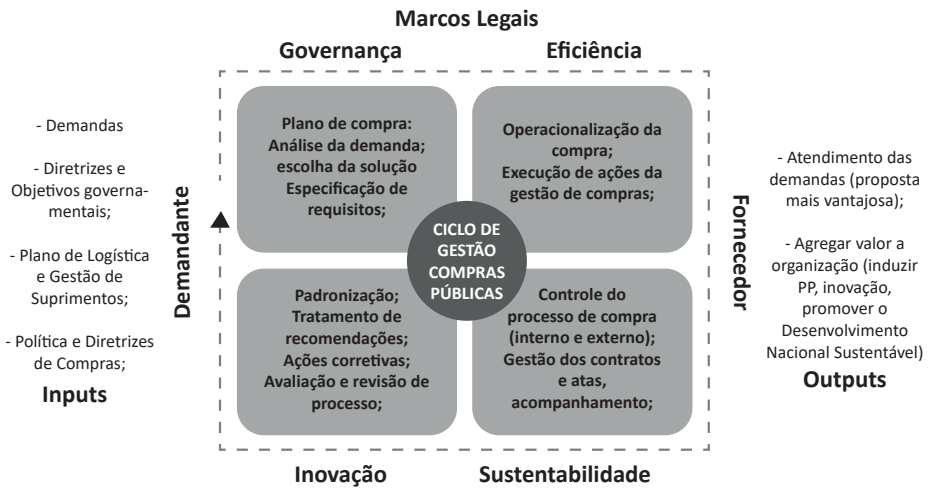 Marcos Legais
Governança
Eficiência
- Demandas
- Diretrizes e
Objetivos governa-
mentais;
- Plano de Logística
e Gestão de
Suprimentos;
- Política e Diretrizes
de Compras;
Inputs
Demandante
Plano de compra:
Análise da demanda;
escolha da solução
Especificação de
requisitos;
Operacionalização da
compra;
Execução de ações da
gestão de compras;
CICLO DE
GESTÃO
COMPRAS
PÚBLICAS
Padronização;
Tratamento de
recomendações;
Ações corretivas;
Avaliação e revisão de
processo;
Controle do
processo de compra
(interno e externo);
Gestão dos contratos
e atas,
acompanhamento;
Fornecedor
- Atendimento das
demandas (proposta
mais vantajosa);
- Agregar valor a
organização (induzir
PP, inovação,
promover o
Desenvolvimento
Nacional Sustentável)
Outputs
Inovação
Sustentabilidade